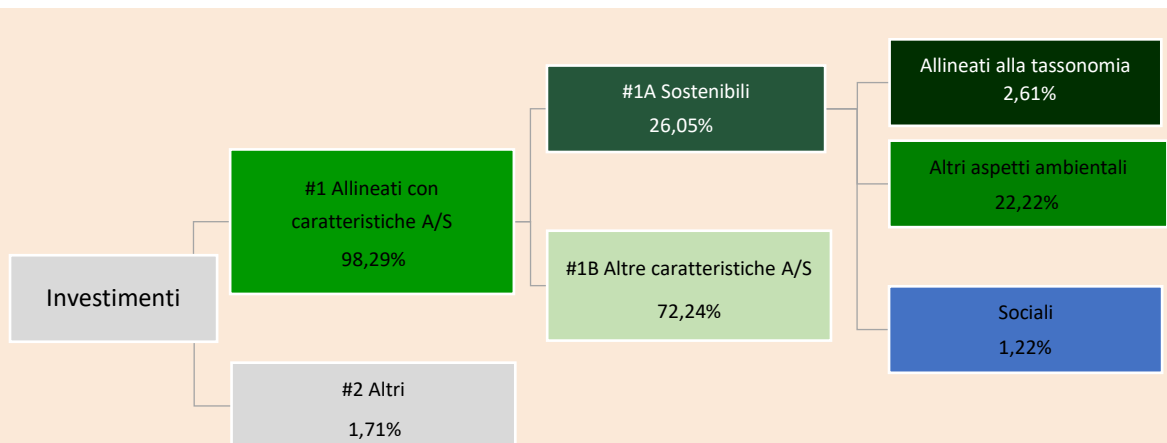 Investimenti
#1 Allineati con
caratteristiche A/S
98,29%
#2 Altri
1,71%
#1A Sostenibili
26,05%
#1B Altre caratteristiche A/S
72,24%
Allineati alla tassonomia
2,61%
Altri aspetti ambientali
22,22%
Sociali
1,22%